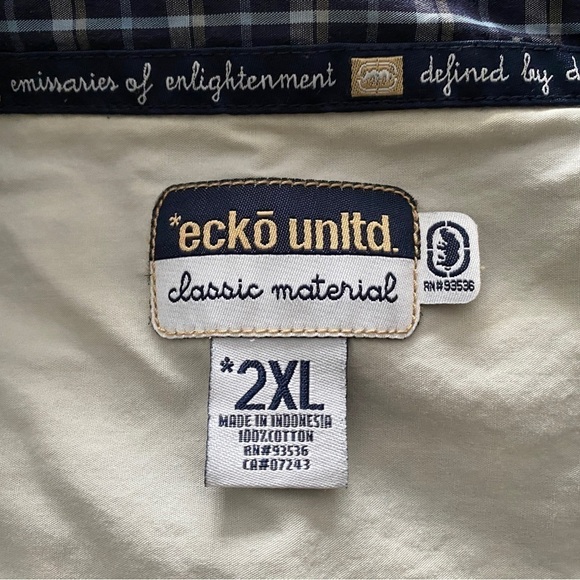 emissaries of enlightenment defined by d
*eckō unltd.
classic material
RN#93536
*2XL
MADE IN INDONESIA
100%COTTON
RN#93536
CA#07243